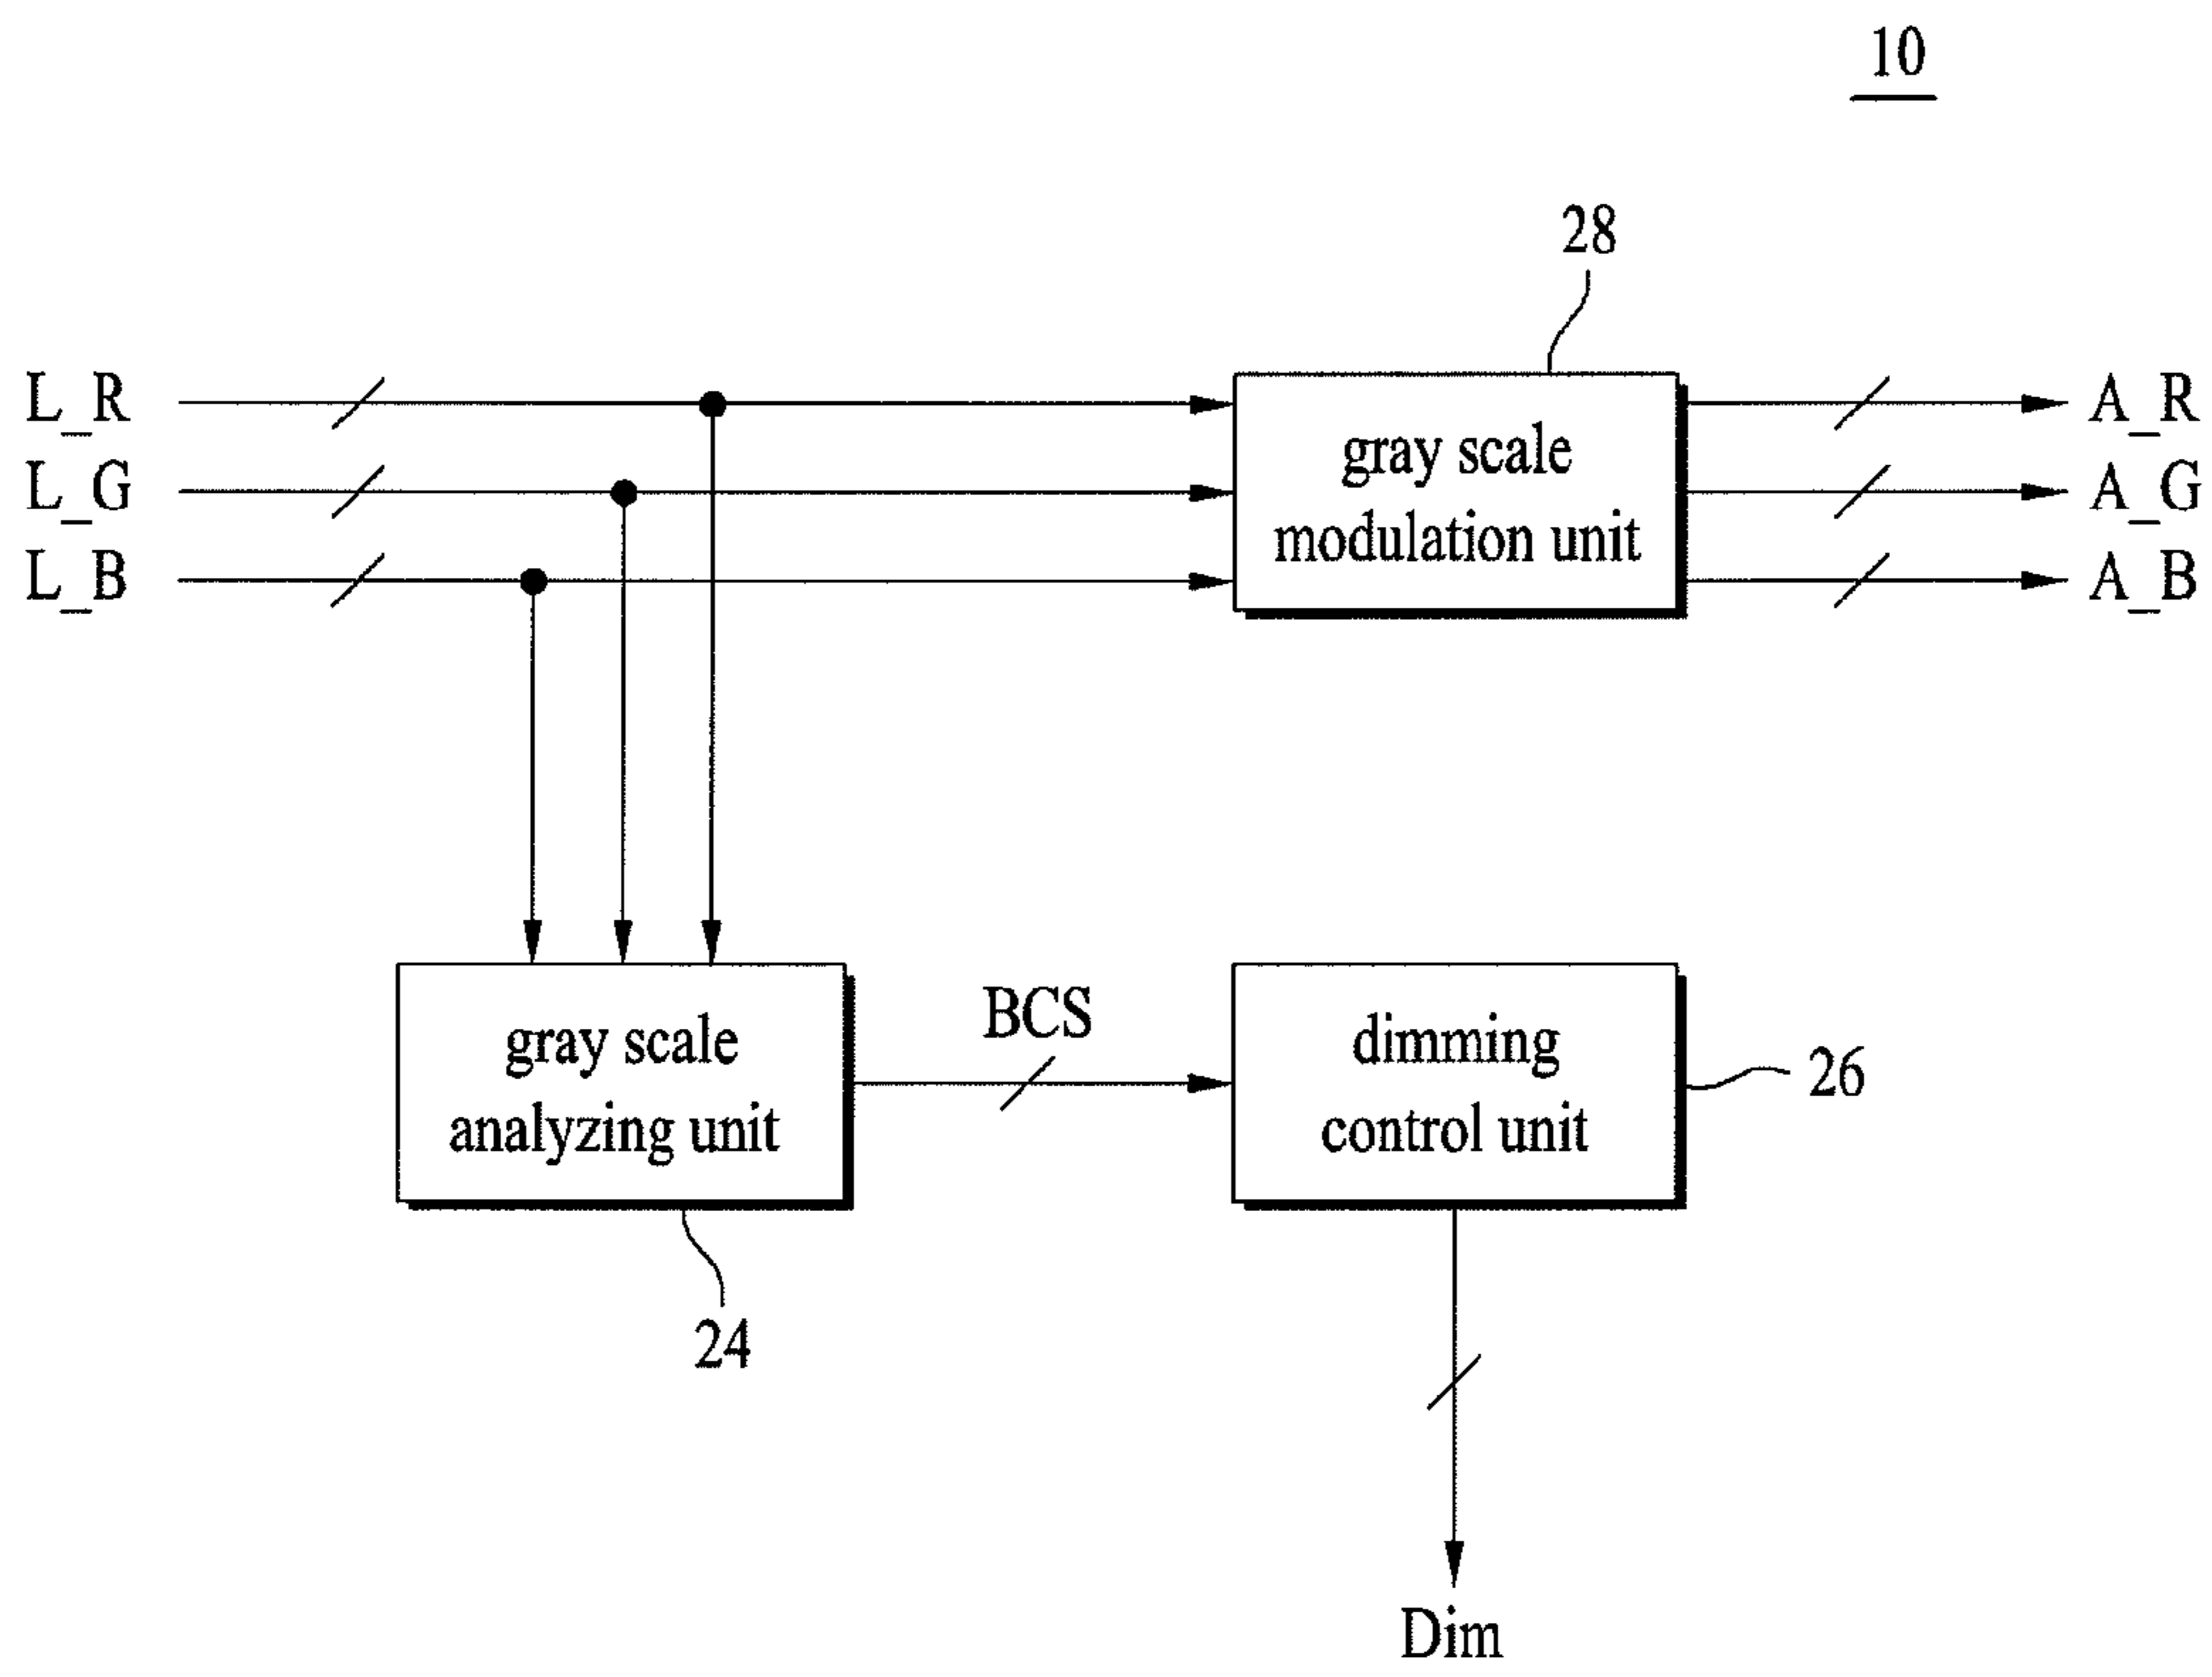 10
28
L_R
L_G
L_B
gray scale
modulation unit
A_R
A_G
A_B
gray scale
analyzing unit
BCS
dimming
control unit
26
24
Dim